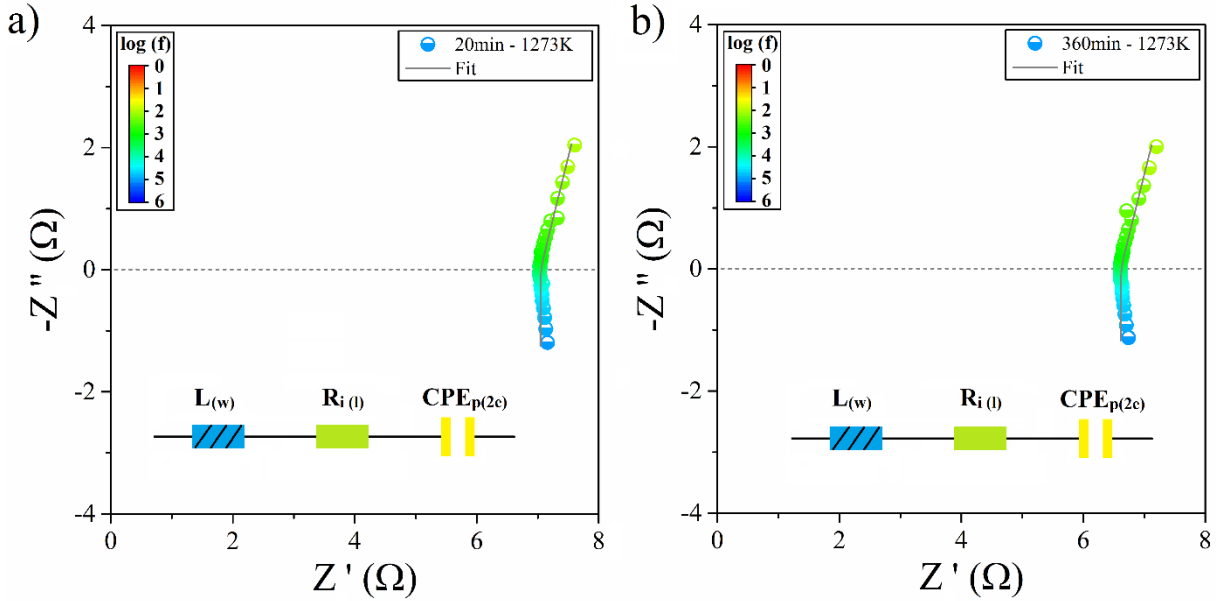 a)
log (f)
0
1
2
3
4
5
6
20min - 1273K
Fit
4
2
0
-2
-4
-Z'' (Ω)
L(w)
Ri (l)
CPEp(2c)
0
2
4
6
8
Z' (Ω)
b)
log (f)
0
1
2
3
4
5
6
360min - 1273K
Fit
4
2
0
-2
-4
-Z'' (Ω)
L(w)
Ri (l)
CPEp(2c)
0
2
4
6
8
Z' (Ω)